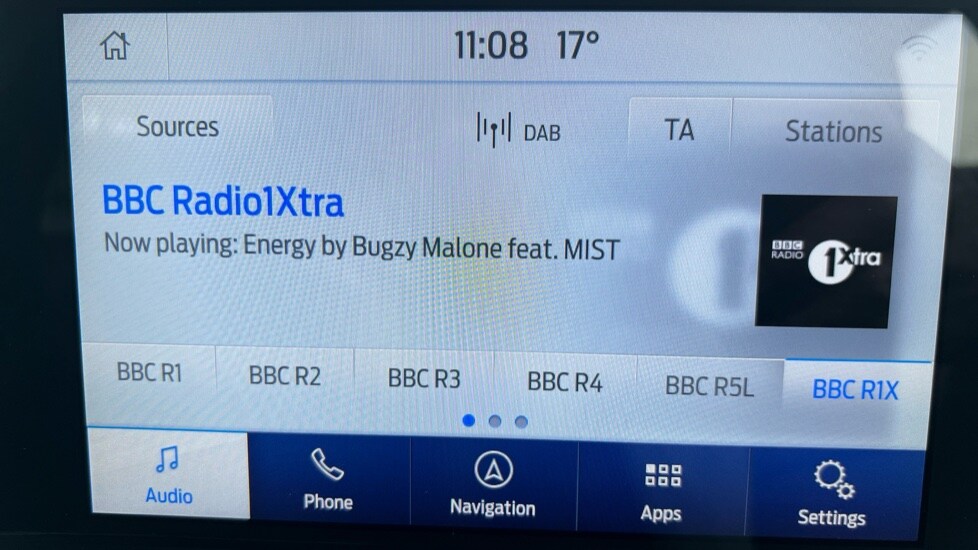 11:08 17°
Sources DAB TA Stations
BBC Radio1Xtra
Now playing: Energy by Bugzy Malone feat. MIST
BBC
RADIO 1Xtra
BBC R1 BBC R2 BBC R3 BBC R4 BBC R5L BBC R1X
Audio Phone Navigation Apps Settings